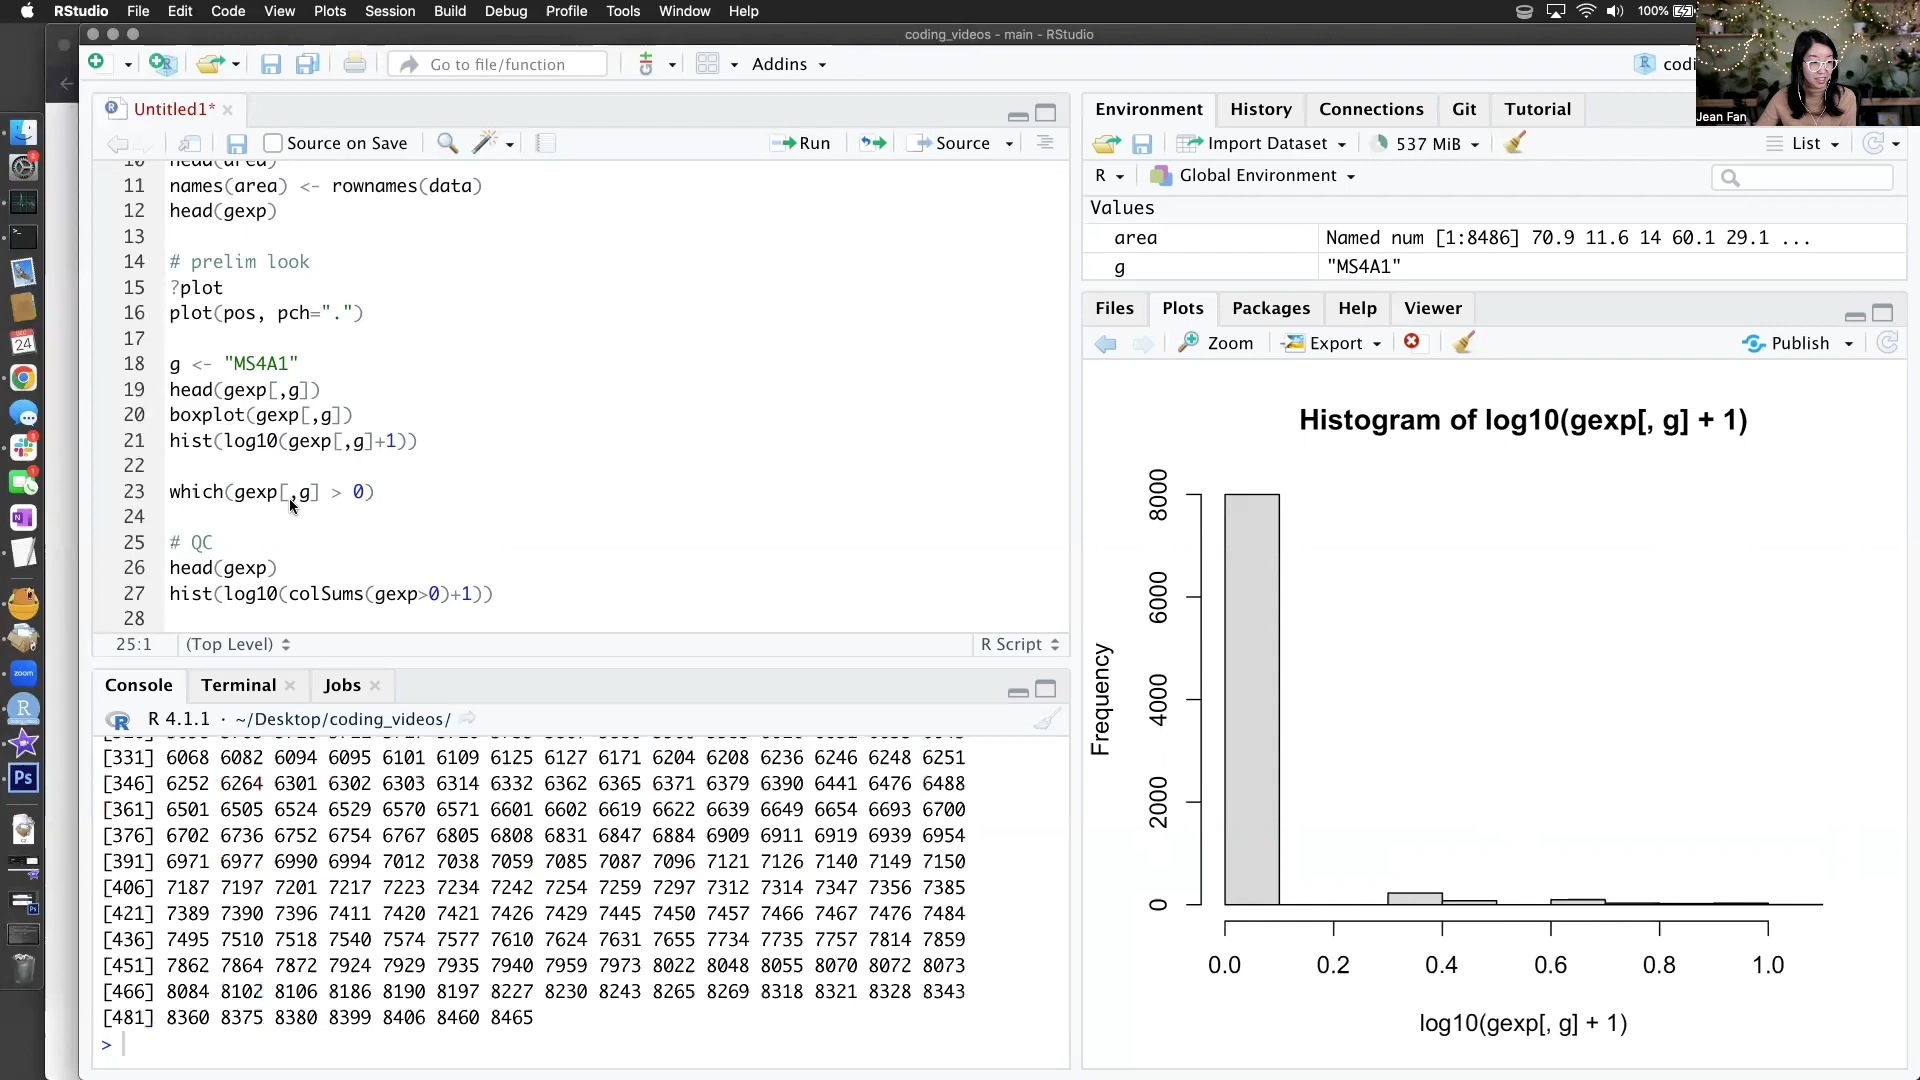 RStudio File Edit Code View Plots Session Build Debug Profile Tools Window Help 100%
coding_videos - main - RStudio
Go to file/function Addins codi
Jean Fan
Untitled1*
Source on Save Run Source
10 head(area)
11 names(area) <- rownames(data)
12 head(gexp)
13
14 # prelim look
15 ?plot
16 plot(pos, pch=".")
17
18 g <- "MS4A1"
19 head(gexp[,g])
20 boxplot(gexp[,g])
21 hist(log10(gexp[,g]+1))
22
23 which(gexp[,g] > 0)
24
25 # QC
26 head(gexp)
27 hist(log10(colSums(gexp>0)+1))
28
25:1 (Top Level) R Script
Console Terminal Jobs
R 4.1.1 · ~/Desktop/coding_videos/
[331] 6068 6082 6094 6095 6101 6109 6125 6127 6171 6204 6208 6236 6246 6248 6251
[346] 6252 6264 6301 6302 6303 6314 6332 6362 6365 6371 6379 6390 6441 6476 6488
[361] 6501 6505 6524 6529 6570 6571 6601 6602 6619 6622 6639 6649 6654 6693 6700
[376] 6702 6736 6752 6754 6767 6805 6808 6831 6847 6884 6909 6911 6919 6939 6954
[391] 6971 6977 6990 6994 7012 7038 7059 7085 7087 7096 7121 7126 7140 7149 7150
[406] 7187 7197 7201 7217 7223 7234 7242 7254 7259 7297 7312 7314 7347 7356 7385
[421] 7389 7390 7396 7411 7420 7421 7426 7429 7445 7450 7457 7466 7467 7476 7484
[436] 7495 7510 7518 7540 7574 7577 7610 7624 7631 7655 7734 7735 7757 7814 7859
[451] 7862 7864 7872 7924 7929 7935 7940 7959 7973 8022 8048 8055 8070 8072 8073
[466] 8084 8102 8106 8186 8190 8197 8227 8230 8243 8265 8269 8318 8321 8328 8343
[481] 8360 8375 8380 8399 8406 8460 8465
>
Environment History Connections Git Tutorial
Import Dataset 537 MiB List
R Global Environment
Values
area Named num [1:8486] 70.9 11.6 14 60.1 29.1 ...
g "MS4A1"
Files Plots Packages Help Viewer
Zoom Export Publish
Histogram of log10(gexp[, g] + 1)
Frequency
8000
6000
4000
2000
0
0.0 0.2 0.4 0.6 0.8 1.0
log10(gexp[, g] + 1)
DEC
24
zoom
R
Ps